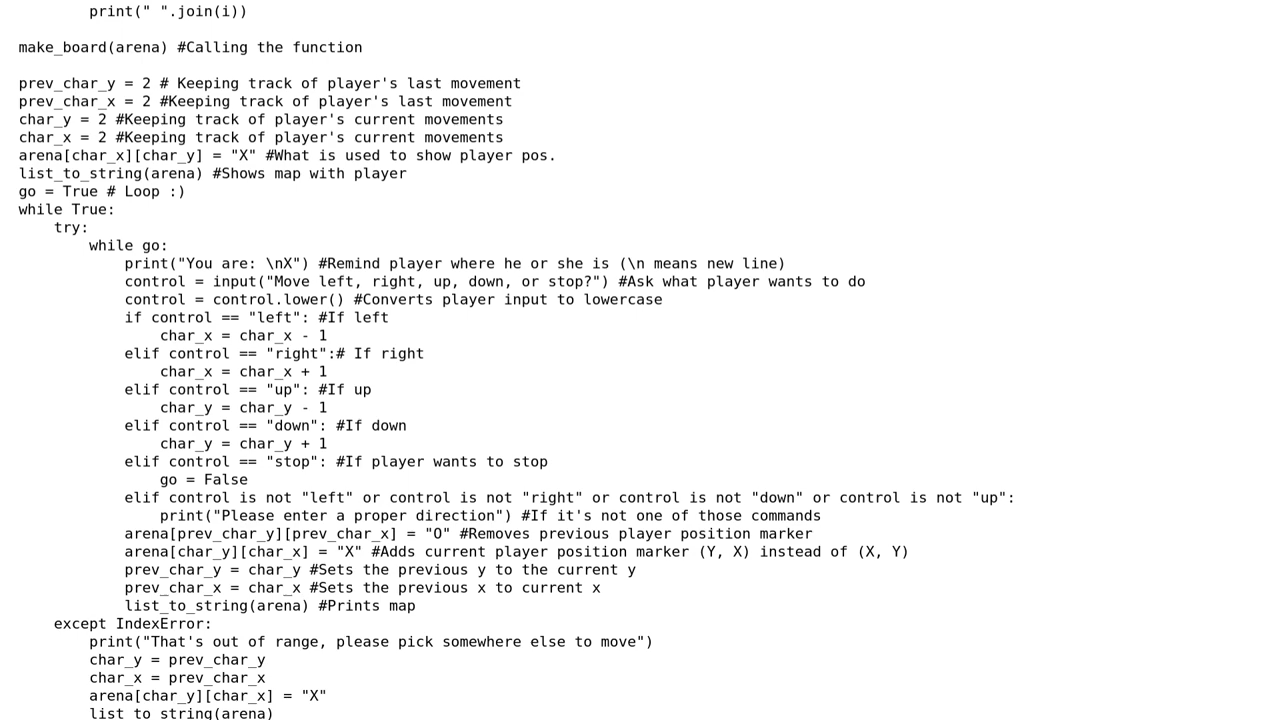 print(" ".join(i))
make_board(arena) #Calling the function
prev_char_y = 2 # Keeping track of player's last movement
prev_char_x = 2 #Keeping track of player's last movement
char_y = 2 #Keeping track of player's current movements
char_x = 2 #Keeping track of player's current movements
arena[char_x][char_y] = "X" #What is used to show player pos.
list_to_string(arena) #Shows map with player
go = True # Loop :)
while True:
    try:
        while go:
            print("You are: \nX") #Remind player where he or she is (\n means new line)
            control = input("Move left, right, up, down, or stop?") #Ask what player wants to do
            control = control.lower() #Converts player input to lowercase
            if control == "left": #If left
                char_x = char_x - 1
            elif control == "right":# If right
                char_x = char_x + 1
            elif control == "up": #If up
                char_y = char_y - 1
            elif control == "down": #If down
                char_y = char_y + 1
            elif control == "stop": #If player wants to stop
                go = False
            elif control is not "left" or control is not "right" or control is not "down" or control is not "up":
                print("Please enter a proper direction") #If it's not one of those commands
            arena[prev_char_y][prev_char_x] = "O" #Removes previous player position marker
            arena[char_y][char_x] = "X" #Adds current player position marker (Y, X) instead of (X, Y)
            prev_char_y = char_y #Sets the previous y to the current y
            prev_char_x = char_x #Sets the previous x to current x
            list_to_string(arena) #Prints map
    except IndexError:
        print("That's out of range, please pick somewhere else to move")
        char_y = prev_char_y
        char_x = prev_char_x
        arena[char_y][char_x] = "X"
        list_to_string(arena)